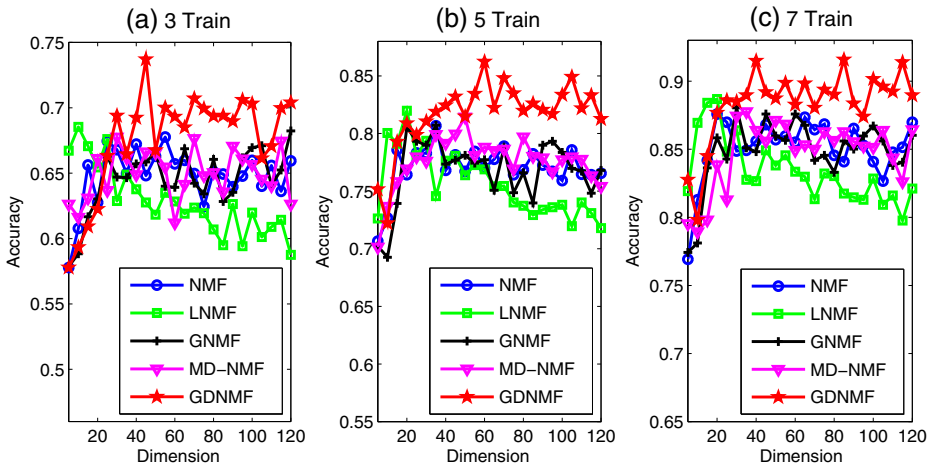 (a) 3 Train
Accuracy
0.75
0.7
0.65
0.6
0.55
0.5
NMF
LNMF
GNMF
MD-NMF
GDNMF
20 40 60 80 100 120
Dimension
(b) 5 Train
Accuracy
0.85
0.8
0.75
0.7
0.65
0.6
0.55
NMF
LNMF
GNMF
MD-NMF
GDNMF
20 40 60 80 100 120
Dimension
(c) 7 Train
Accuracy
0.9
0.85
0.8
0.75
0.7
0.65
NMF
LNMF
GNMF
MD-NMF
GDNMF
20 40 60 80 100 120
Dimension